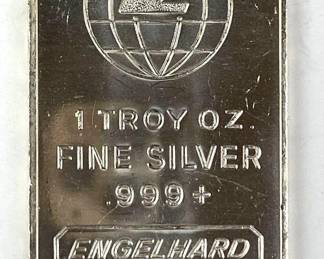 1 TROY OZ.
FINE SILVER
.999+
ENGELHARD